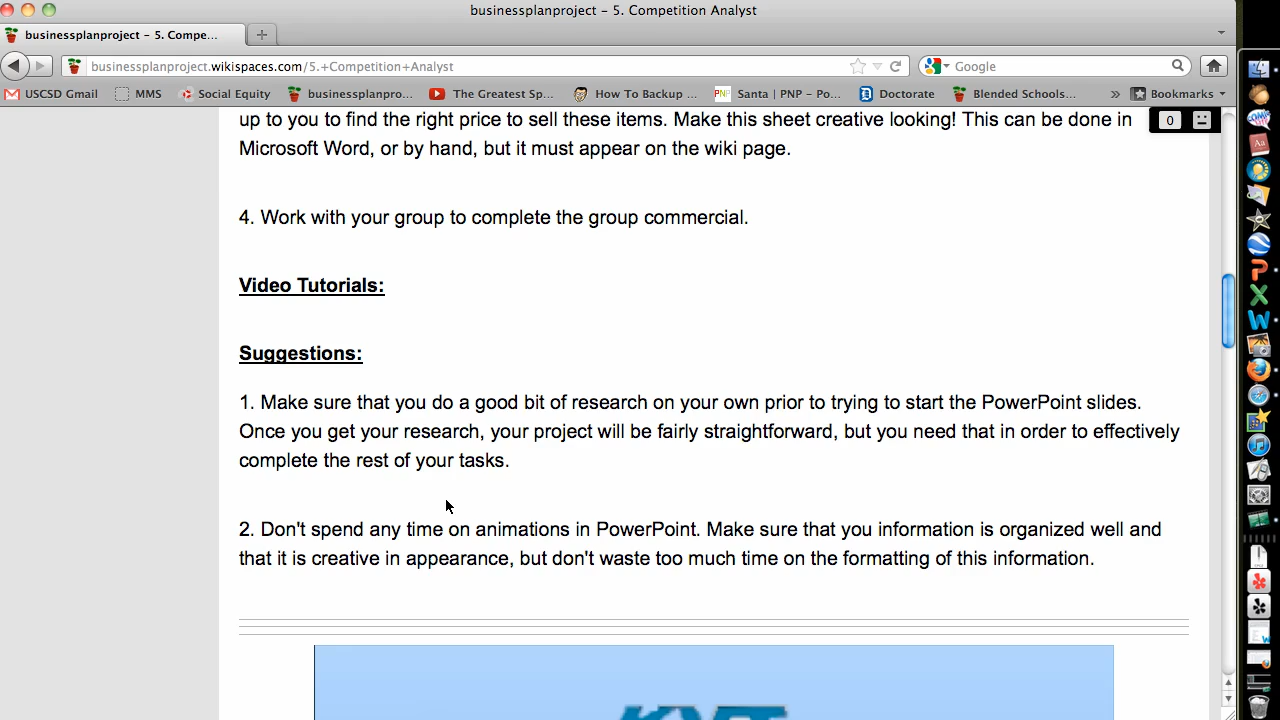 businessplanproject – 5. Competition Analyst
businessplanproject – 5. Compe...
businessplanproject.wikispaces.com/5.+Competition+Analyst
Google
USCSD Gmail
MMS
Social Equity
businessplanpro...
The Greatest Sp...
How To Backup ...
PNP
Santa | PNP – Po...
Doctorate
Blended Schools...
»
Bookmarks
0
up to you to find the right price to sell these items. Make this sheet creative looking! This can be done in
Microsoft Word, or by hand, but it must appear on the wiki page.
4. Work with your group to complete the group commercial.
Video Tutorials:
Suggestions:
1. Make sure that you do a good bit of research on your own prior to trying to start the PowerPoint slides.
Once you get your research, your project will be fairly straightforward, but you need that in order to effectively
complete the rest of your tasks.
2. Don't spend any time on animations in PowerPoint. Make sure that you information is organized well and
that it is creative in appearance, but don't waste too much time on the formatting of this information.